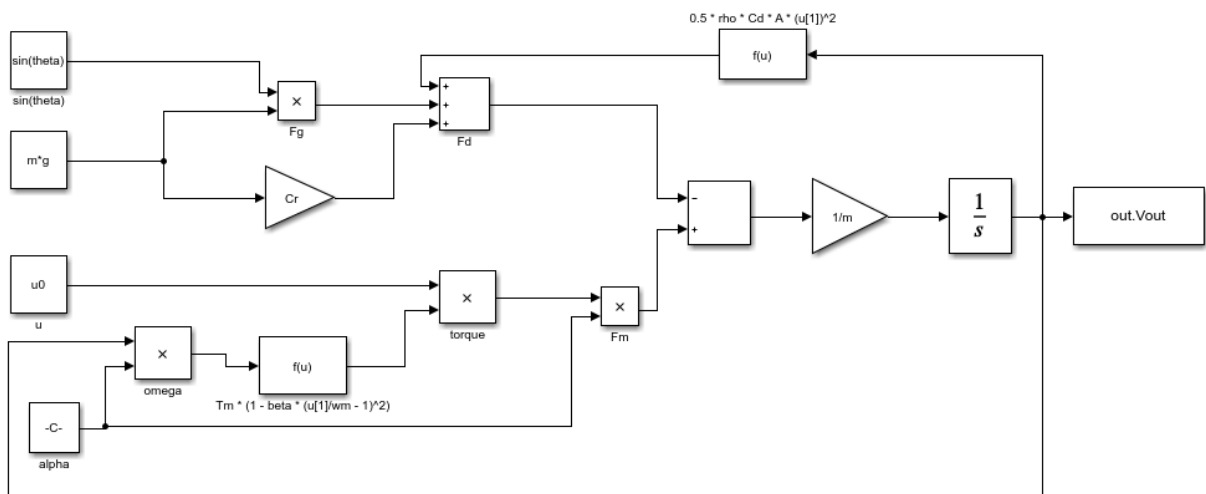 0.5 * rho * Cd * A * (u[1])^2
sin(theta)
f(u)
+
+
+
×
sin(theta)
Fg
Fd
m*g
Cr
−
+
1/m
1
s
out.Vout
u0
×
×
u
torque
Fm
×
f(u)
omega
Tm * (1 - beta * (u[1]/wm - 1)^2)
-C-
alpha